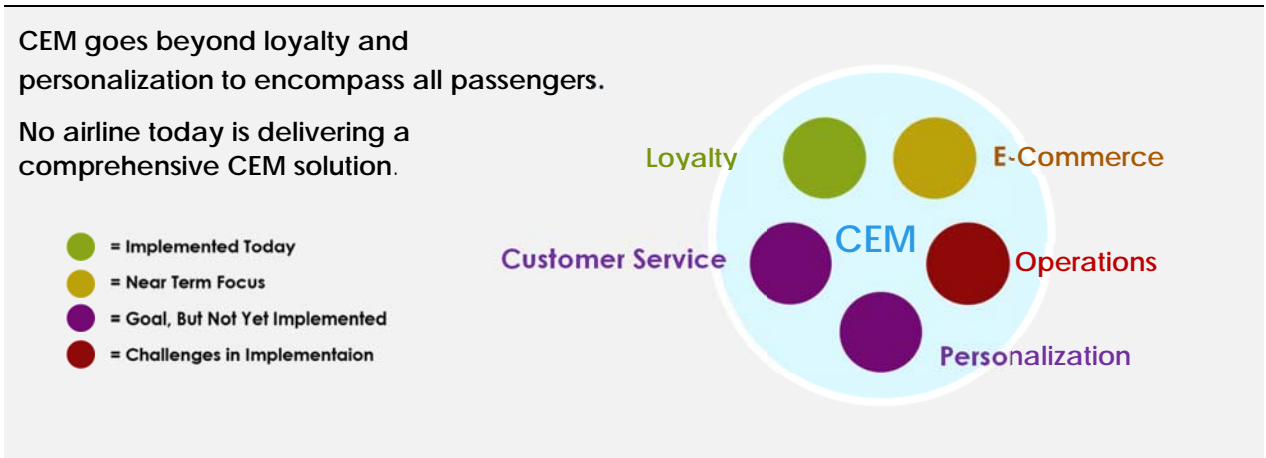 CEM goes beyond loyalty and
personalization to encompass all passengers.
No airline today is delivering a
comprehensive CEM solution.
= Implemented Today
= Near Term Focus
= Goal, But Not Yet Implemented
= Challenges in Implementaion
Loyalty
E-Commerce
CEM
Customer Service
Operations
Personalization